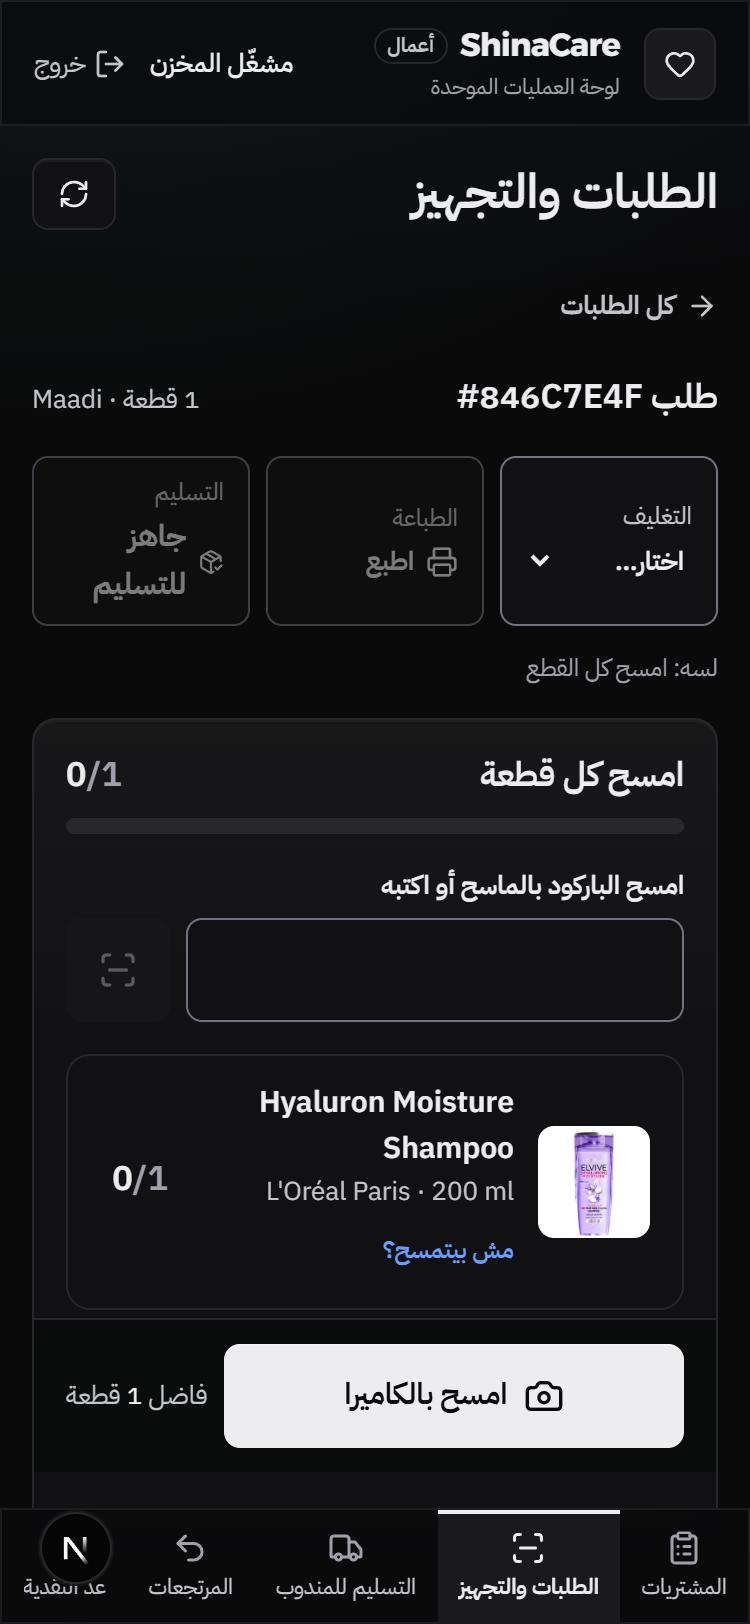 ShinaCare أعمال
لوحة العمليات الموحدة
مشغّل المخزن
خروج
الطلبات والتجهيز
كل الطلبات
طلب #846C7E4F
1 قطعة · Maadi
التغليف
اختار...
الطباعة
اطبع
التسليم
جاهز
للتسليم
لسه: امسح كل القطع
امسح كل قطعة
0/1
امسح الباركود بالماسح أو اكتبه
Hyaluron Moisture
Shampoo
L'Oréal Paris · 200 ml
مش بيتمسح؟
0/1
ELVIVE
امسح بالكاميرا
فاضل 1 قطعة
المشتريات
الطلبات والتجهيز
التسليم للمندوب
المرتجعات
عد النقدية
N